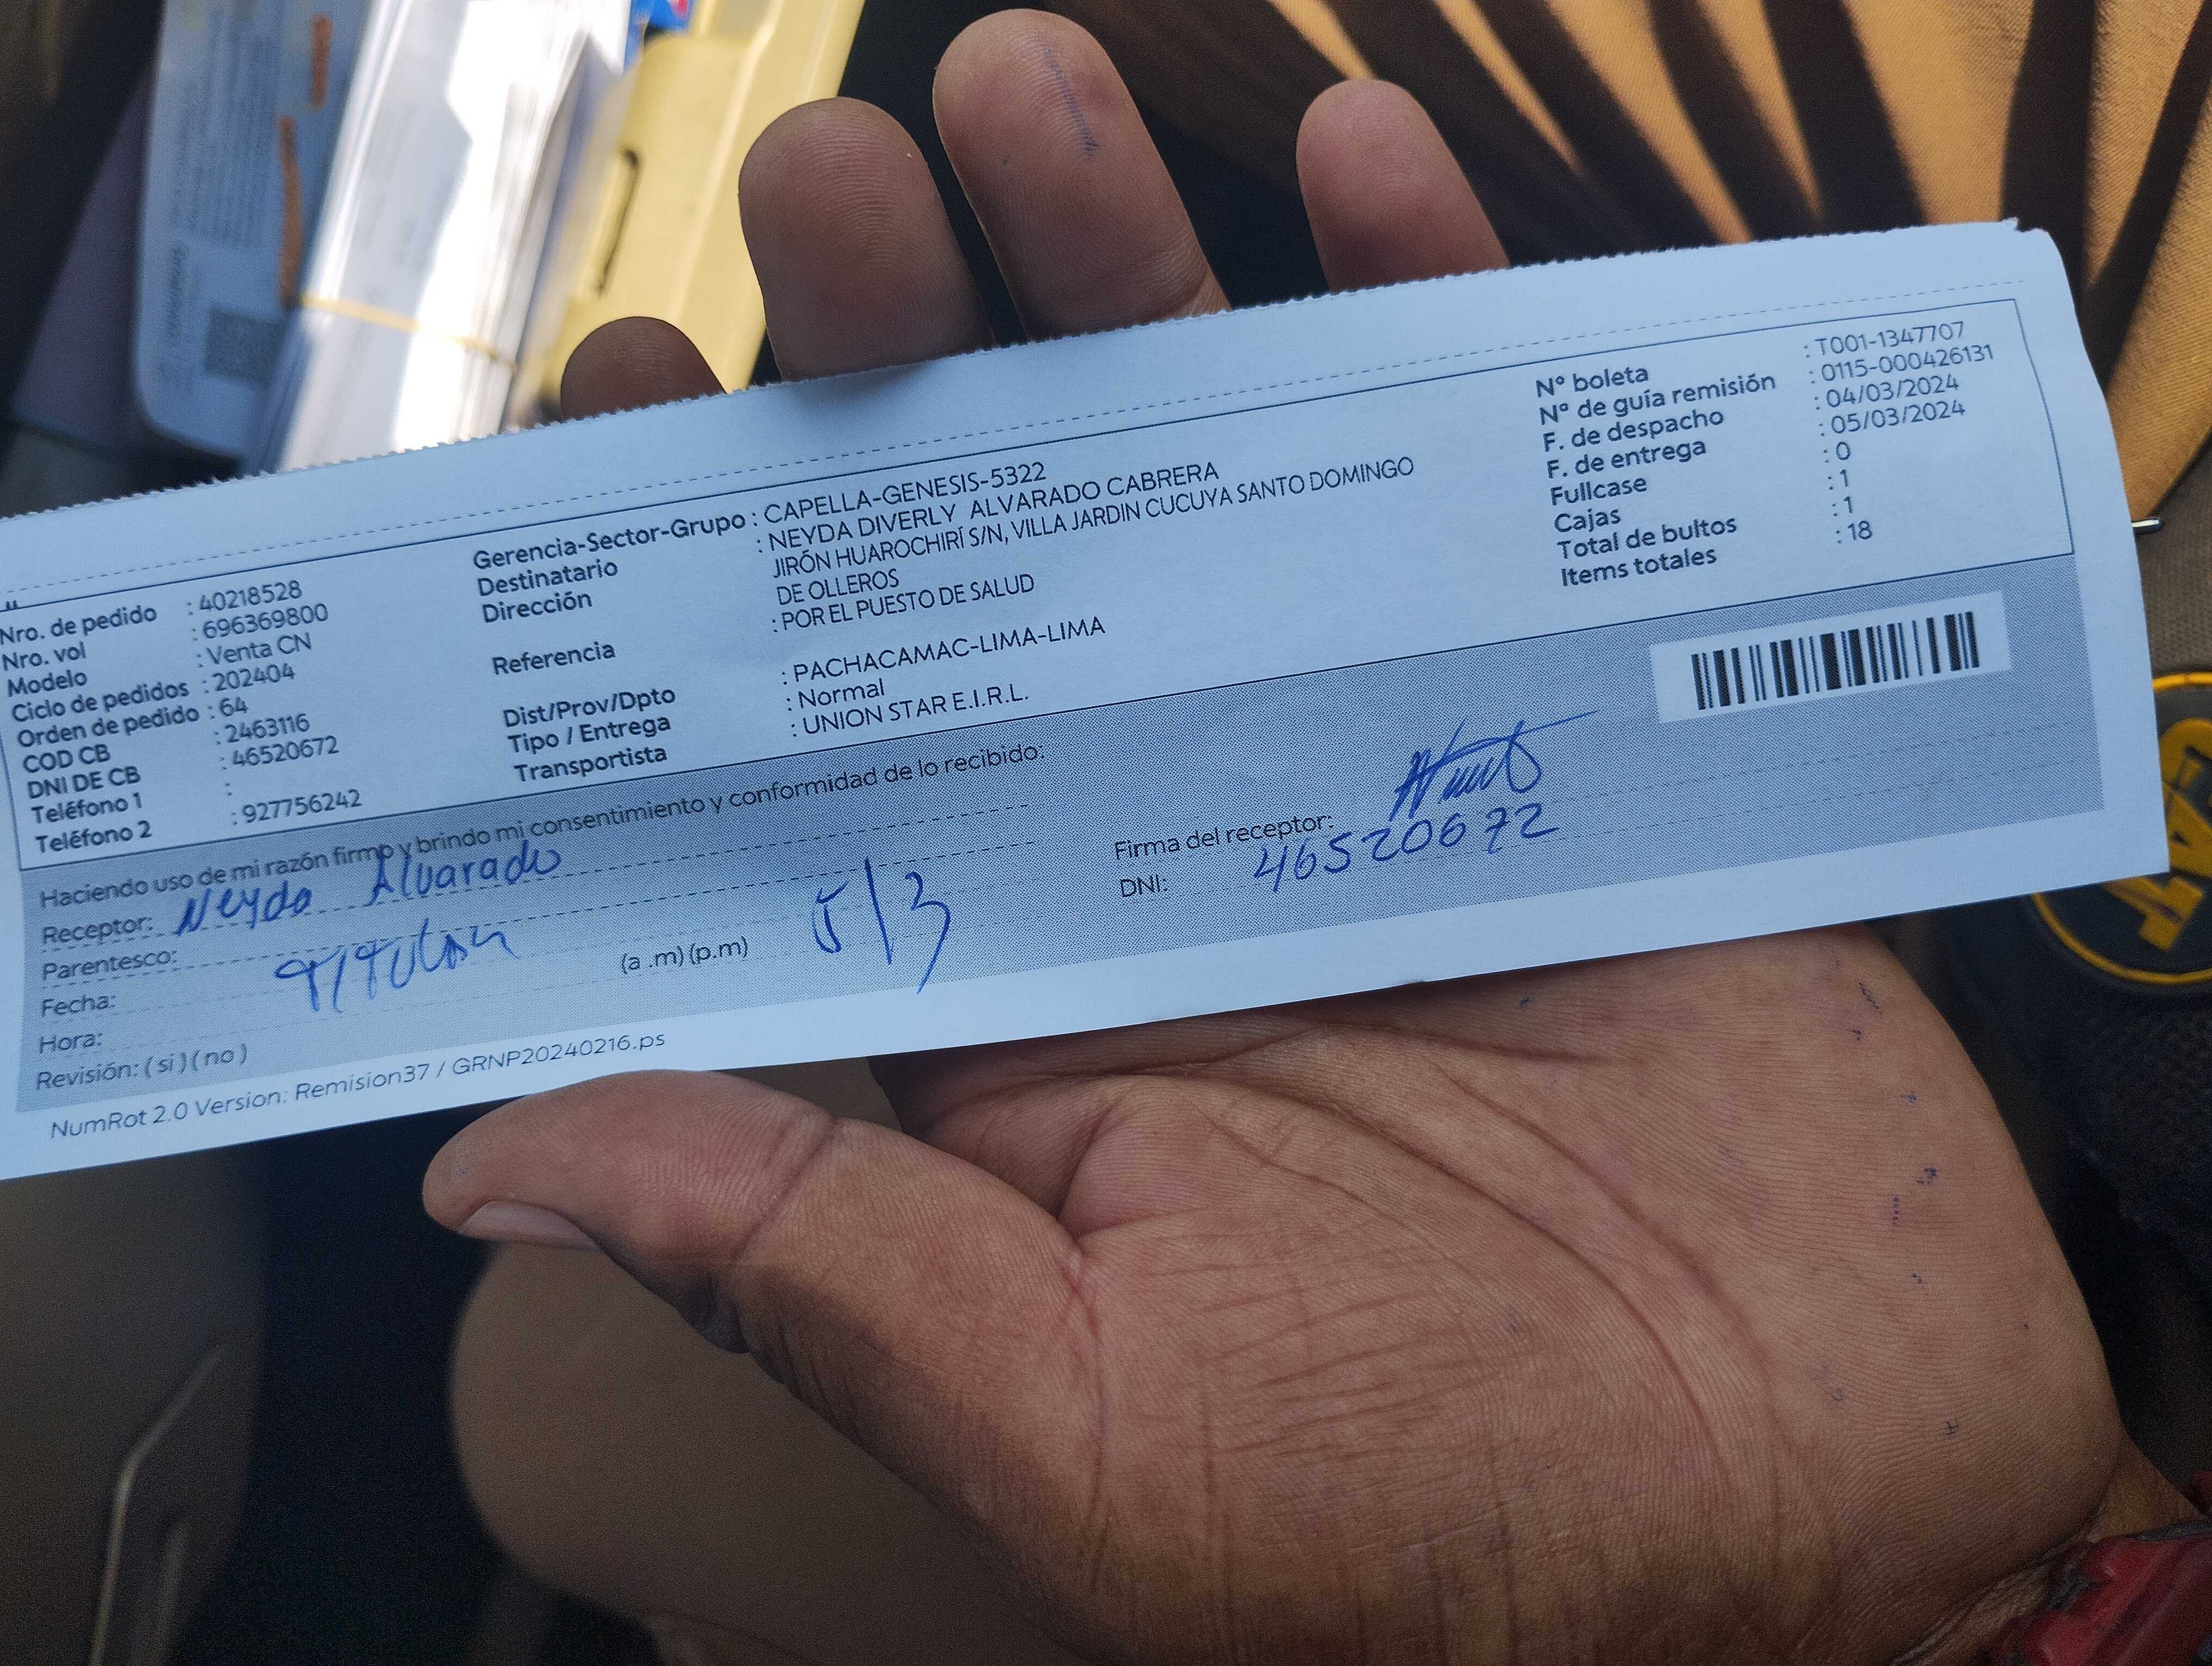 Nro. de pedido : 40218528
Nro. vol : 696369800
Modelo : Venta CN
Ciclo de pedidos : 202404
Orden de pedido : 64
COD CB : 2463116
DNI DE CB : 46520672
Teléfono 1 :
Teléfono 2 : 927756242
Gerencia-Sector-Grupo : CAPELLA-GENESIS-5322
Destinatario : NEYDA DIVERLY ALVARADO CABRERA
Dirección JIRÓN HUAROCHIRÍ S/N, VILLA JARDIN CUCUYA SANTO DOMINGO
DE OLLEROS
Referencia : POR EL PUESTO DE SALUD
Dist/Prov/Dpto : PACHACAMAC-LIMA-LIMA
Tipo / Entrega : Normal
Transportista : UNION STAR E.I.R.L.
Nº boleta : T001-1347707
Nº de guía remisión : 0115-000426131
F. de despacho : 04/03/2024
F. de entrega : 05/03/2024
Fullcase : 0
Cajas : 1
Total de bultos : 1
Items totales : 18
Haciendo uso de mi razón firmo y brindo mi consentimiento y conformidad de lo recibido:
Receptor: Neyda Alvarado
Parentesco: TITULAR
Fecha:
Hora: (a .m) (p.m) 5/3
Revisión: ( si ) ( no )
Firma del receptor:
DNI: 46520672
NumRot 2.0 Version: Remision37 / GRNP20240216.ps
CAT